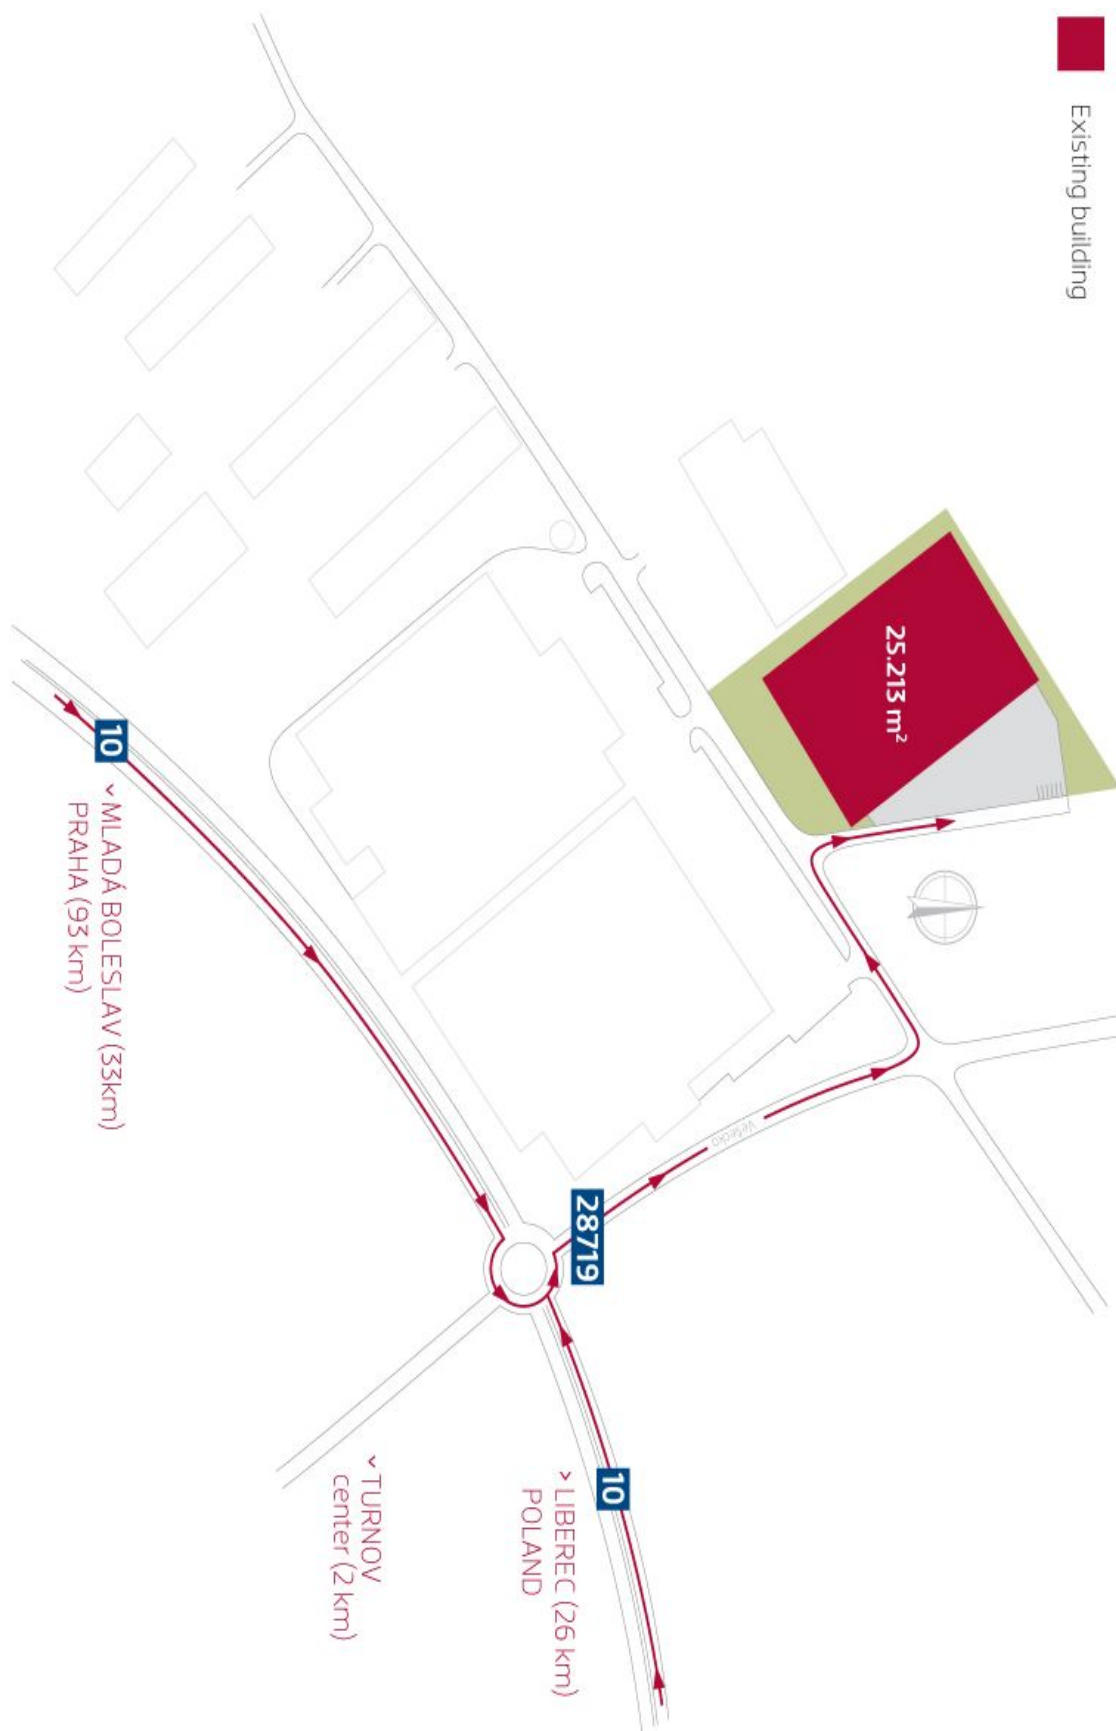 Existing building
25.213 m²
10
˅ MLADÁ BOLESLAV (33km)
PRAHA (93 km)
Vesecko
28719
10
> LIBEREC (26 km)
POLAND
˅ TURNOV
center (2 km)